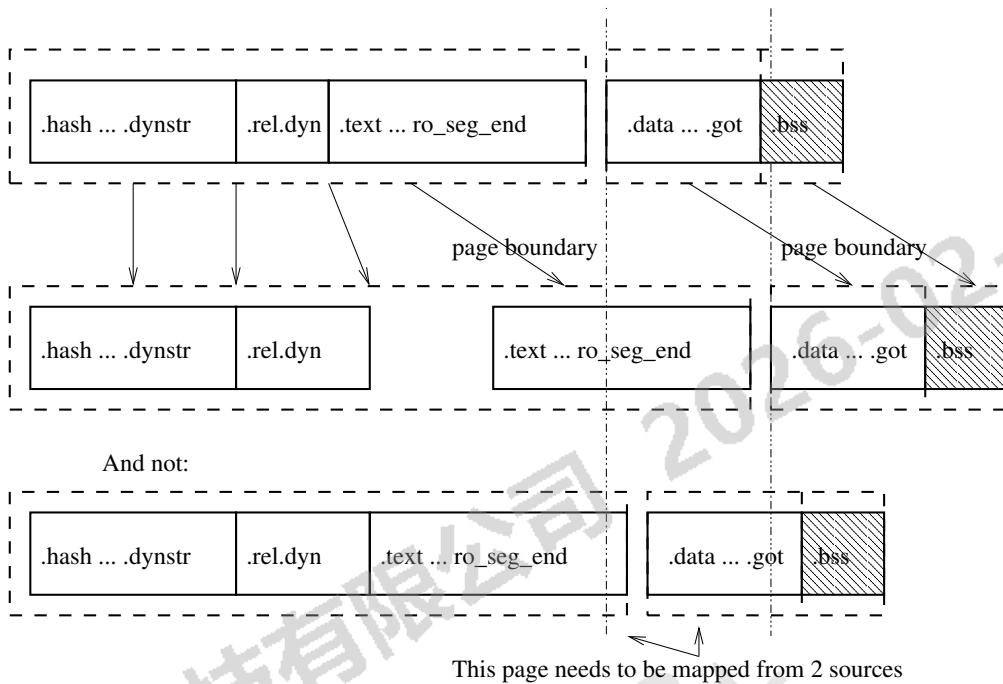 .hash ... .dynstr .rel.dyn .text ... ro_seg_end .data ... .got .bss
page boundary page boundary
.hash ... .dynstr .rel.dyn .text ... ro_seg_end .data ... .got .bss
And not:
.hash ... .dynstr .rel.dyn .text ... ro_seg_end .data ... .got .bss
This page needs to be mapped from 2 sources
技有限公司 2026-02-